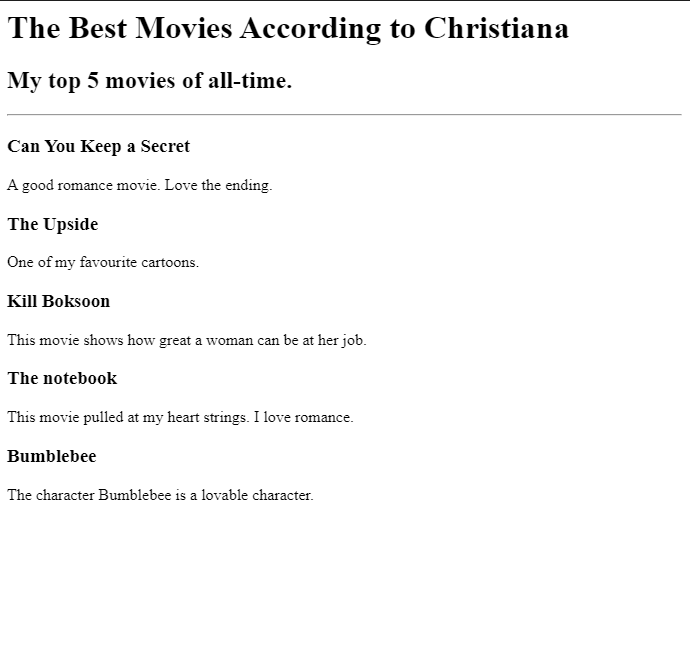 The Best Movies According to Christiana
My top 5 movies of all-time.
Can You Keep a Secret
A good romance movie. Love the ending.
The Upside
One of my favourite cartoons.
Kill Boksoon
This movie shows how great a woman can be at her job.
The notebook
This movie pulled at my heart strings. I love romance.
Bumblebee
The character Bumblebee is a lovable character.